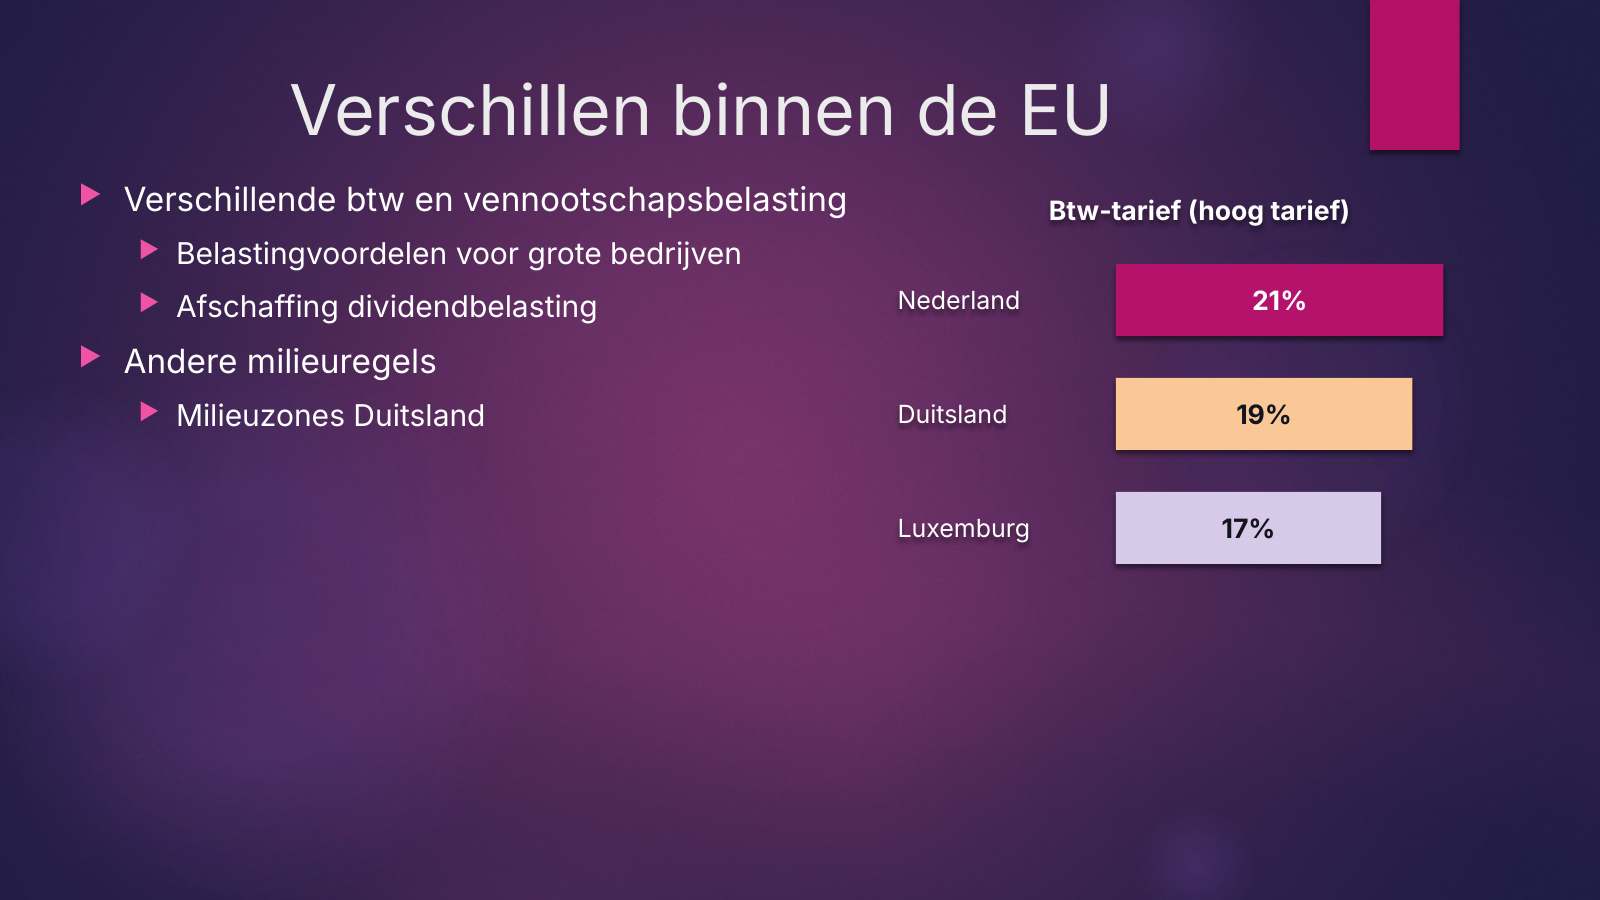 Verschillen binnen de EU
Verschillende btw en vennootschapsbelasting
Belastingvoordelen voor grote bedrijven
Afschaffing dividendbelasting
Andere milieuregels
Milieuzones Duitsland
Btw-tarief (hoog tarief)
Nederland 21%
Duitsland 19%
Luxemburg 17%